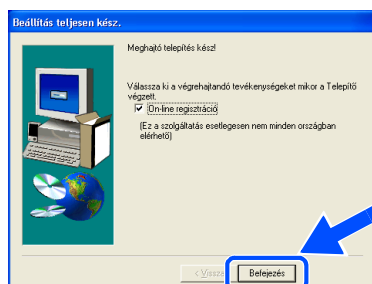 Beállítás teljesen kész.
Meghajtó telepítés kész!
Válassza ki a végrehajtandó tevékenységeket mikor a Telepítő
végzett.
On-line regisztráció
(Ez a szolgáltatás esetlegesen nem minden országban
elérhető)
< Vissza
Befejezés